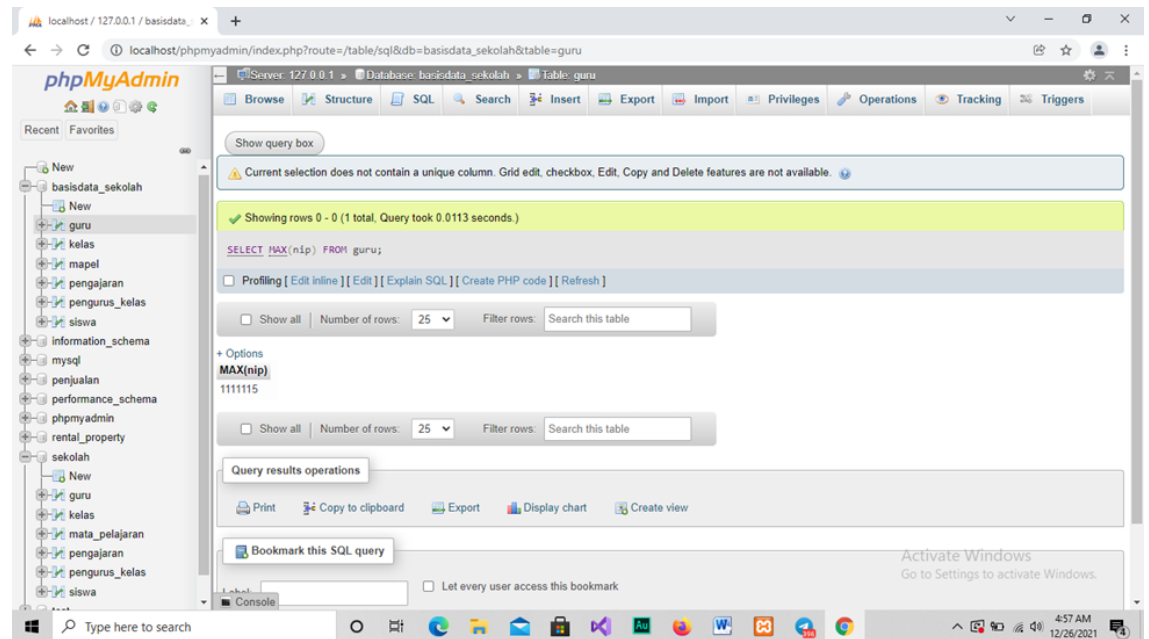 localhost / 127.0.0.1 / basisdata_s
localhost/phpmyadmin/index.php?route=/table/sql&db=basisdata_sekolah&table=guru
phpMyAdmin
Recent Favorites
New
basisdata_sekolah
New
guru
kelas
mapel
pengajaran
pengurus_kelas
siswa
information_schema
mysql
penjualan
performance_schema
phpmyadmin
rental_property
sekolah
New
guru
kelas
mata_pelajaran
pengajaran
pengurus_kelas
siswa
Server: 127.0.0.1 » Database: basisdata_sekolah » Table: guru
Browse Structure SQL Search Insert Export Import Privileges Operations Tracking Triggers
Show query box
Current selection does not contain a unique column. Grid edit, checkbox, Edit, Copy and Delete features are not available.
Showing rows 0 - 0 (1 total, Query took 0.0113 seconds.)
SELECT MAX(nip) FROM guru;
Profiling [ Edit inline ] [ Edit ] [ Explain SQL ] [ Create PHP code ] [ Refresh ]
Show all | Number of rows: 25 Filter rows: Search this table
+ Options
MAX(nip)
1111115
Show all | Number of rows: 25 Filter rows: Search this table
Query results operations
Print Copy to clipboard Export Display chart Create view
Bookmark this SQL query
Label: Let every user access this bookmark
Console
Activate Windows
Go to Settings to activate Windows.
Type here to search
4:57 AM
12/26/2021